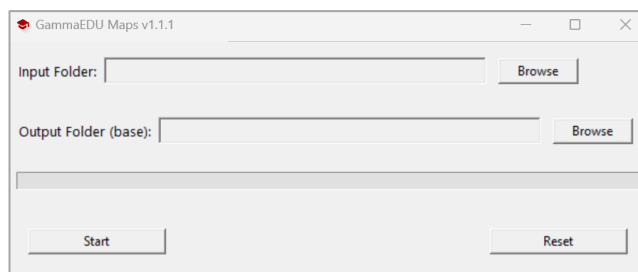 GammaEDU Maps v1.1.1
Input Folder: Browse
Output Folder (base): Browse
Start Reset